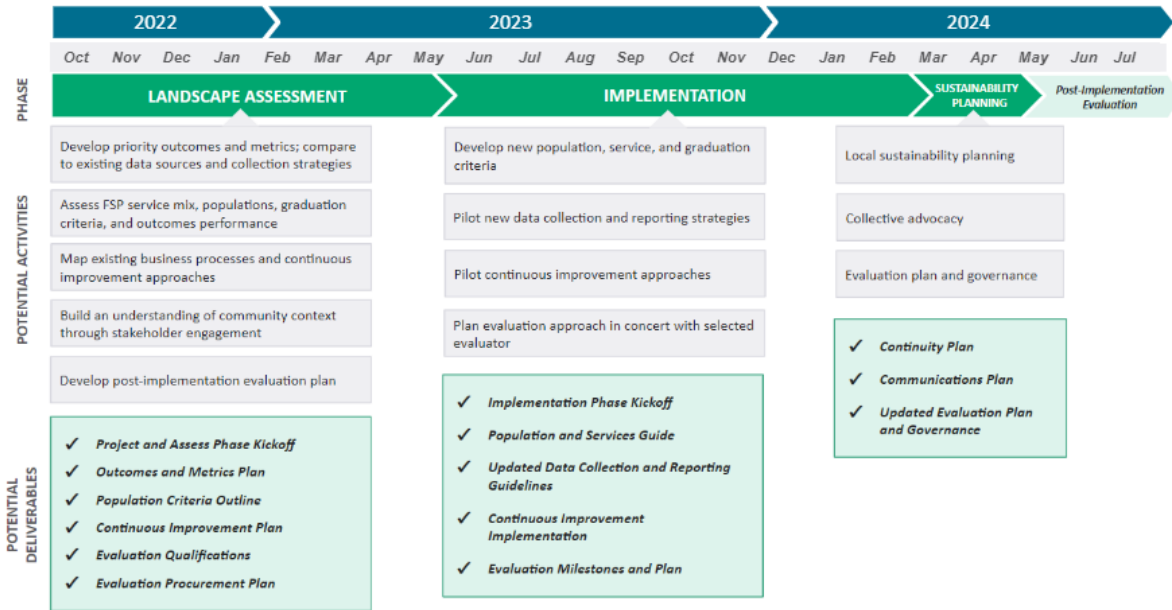 2022 2023 2024
Oct Nov Dec Jan Feb Mar Apr May Jun Jul Aug Sep Oct Nov Dec Jan Feb Mar Apr May Jun Jul
PHASE
LANDSCAPE ASSESSMENT
IMPLEMENTATION
SUSTAINABILITY
PLANNING
Post-Implementation
Evaluation
POTENTIAL ACTIVITIES
Develop priority outcomes and metrics; compare
to existing data sources and collection strategies
Assess FSP service mix, populations, graduation
criteria, and outcomes performance
Map existing business processes and continuous
improvement approaches
Build an understanding of community context
through stakeholder engagement
Develop post-implementation evaluation plan
Develop new population, service, and graduation
criteria
Pilot new data collection and reporting strategies
Pilot continuous improvement approaches
Plan evaluation approach in concert with selected
evaluator
Local sustainability planning
Collective advocacy
Evaluation plan and governance
POTENTIAL
DELIVERABLES
✓ Project and Assess Phase Kickoff
✓ Outcomes and Metrics Plan
✓ Population Criteria Outline
✓ Continuous Improvement Plan
✓ Evaluation Qualifications
✓ Evaluation Procurement Plan
✓ Implementation Phase Kickoff
✓ Population and Services Guide
✓ Updated Data Collection and Reporting
Guidelines
✓ Continuous Improvement
Implementation
✓ Evaluation Milestones and Plan
✓ Continuity Plan
✓ Communications Plan
✓ Updated Evaluation Plan
and Governance